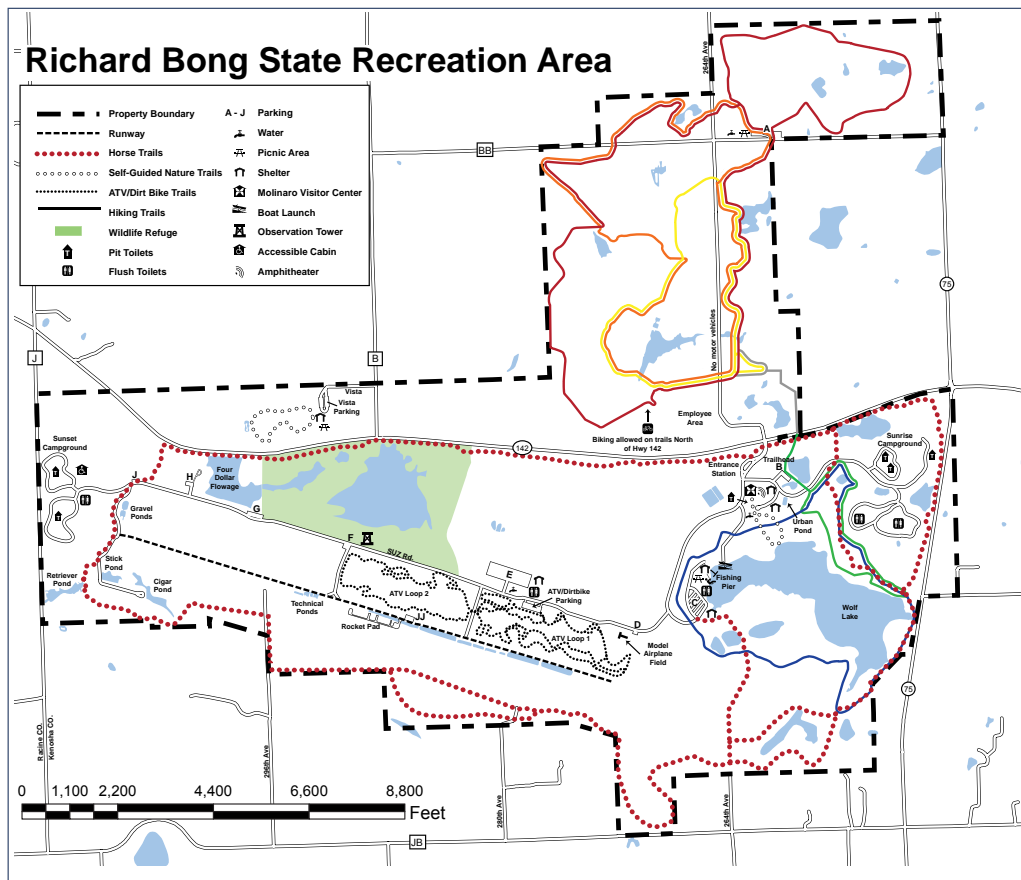 Richard Bong State Recreation Area
Property Boundary
Runway
Horse Trails
Self-Guided Nature Trails
ATV/Dirt Bike Trails
Hiking Trails
Wildlife Refuge
Pit Toilets
Flush Toilets
A - J Parking
Water
Picnic Area
Shelter
Molinaro Visitor Center
Boat Launch
Observation Tower
Accessible Cabin
Amphitheater
264th Ave
A
BB
75
No motor vehicles
J
B
Vista
Vista
Parking
Employee
Area
Biking allowed on trails North
of Hwy 142
142
Sunset
Campground
Sunrise
Campground
Entrance
Station
Trailhead
B
J
H
Four
Dollar
Flowage
G
Gravel
Ponds
Urban
Pond
F
SUZ Rd.
E
Stick
Pond
Retriever
Pond
Cigar
Pond
ATV Loop 2
ATV/Dirtbike
Parking
Fishing
Pier
C
Technical
Ponds
Rocket Pad
ATV Loop 1
D
Wolf
Lake
Model
Airplane
Field
75
Racine CO.
Kenosha CO.
296th Ave
280th Ave
264th Ave
0 1,100 2,200 4,400 6,600 8,800
Feet
JB